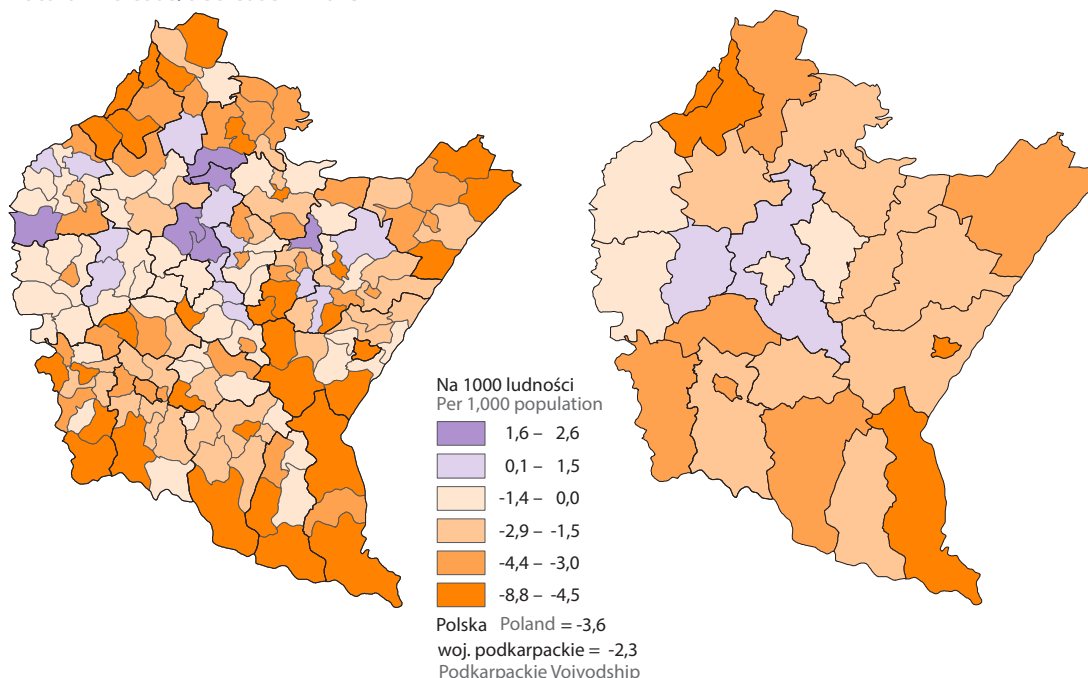 Na 1000 ludności
Per 1,000 population
1,6 – 2,6
0,1 – 1,5
-1,4 – 0,0
-2,9 – -1,5
-4,4 – -3,0
-8,8 – -4,5
Polska Poland = -3,6
woj. podkarpackie = -2,3
Podkarpackie Voivodship